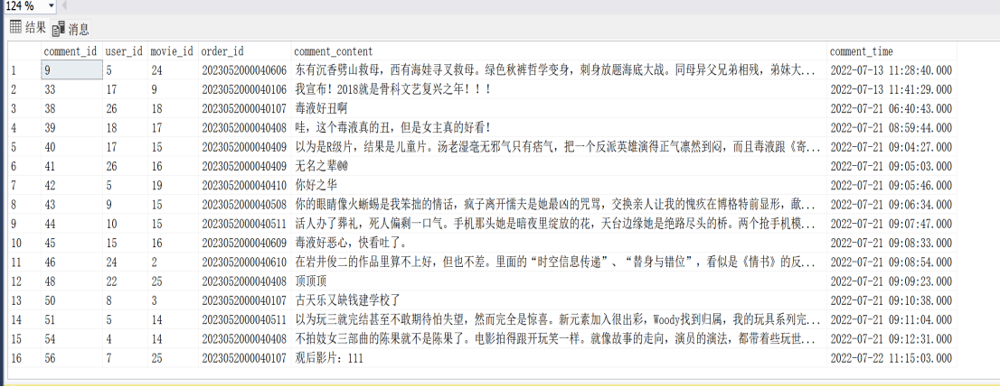 124 %
结果 消息
comment_id user_id movie_id order_id comment_content comment_time
1 9 5 24 2023052000040606 东有沉香劈山救母，西有海娃寻叉救母。绿色秋裤哲学变身，刺身放题海底大战。同母异父兄弟相残，弟妹大... 2022-07-13 11:28:40.000
2 33 17 9 2023052000040106 我宣布！2018就是骨科文艺复兴之年！！！ 2022-07-13 11:41:29.000
3 38 26 18 2023052000040107 毒液好丑啊 2022-07-21 06:40:43.000
4 39 18 17 2023052000040408 哇，这个毒液真的丑，但是女主真的好看！ 2022-07-21 08:59:44.000
5 40 17 15 2023052000040409 以为是R级片，结果是儿童片。汤老湿毫无邪气只有痞气，把一个反派英雄演得正气凛然到闷，而且毒液跟《寄... 2022-07-21 09:04:27.000
6 41 26 16 2023052000040409 无名之辈@@ 2022-07-21 09:05:03.000
7 42 5 19 2023052000040410 你好之华 2022-07-21 09:05:46.000
8 43 9 15 2023052000040508 你的眼睛像火蜥蜴是我笨拙的情话，疯子离开懦夫是她最凶的咒骂，交换亲人让我的愧疚在博格特前显形，歃... 2022-07-21 09:06:34.000
9 44 10 15 2023052000040511 活人办了葬礼，死人偏剩一口气。手机那头她是暗夜里绽放的花，天台边缘她是绝路尽头的桥。两个抢手机模... 2022-07-21 09:07:47.000
10 45 15 16 2023052000040609 毒液好恶心，快看吐了。 2022-07-21 09:08:33.000
11 46 24 2 2023052000040610 在岩井俊二的作品里算不上好，但也不差。里面的“时空信息传递”、“替身与错位”，看似是《情书》的反... 2022-07-21 09:08:54.000
12 48 22 25 2023052000040408 顶顶顶 2022-07-21 09:09:23.000
13 50 8 3 2023052000040107 古天乐又缺钱建学校了 2022-07-21 09:10:38.000
14 51 5 14 2023052000040511 以为玩三就完结甚至不敢期待怕失望，然而完全是惊喜。新元素加入很出彩，Woody找到归属，我的玩具系列完... 2022-07-21 09:11:04.000
15 54 4 14 2023052000040408 不拍妓女三部曲的陈果就不是陈果了。电影拍得跟开玩笑一样。就像故事的走向，演员的演法，都带着些玩世... 2022-07-21 09:12:31.000
16 56 7 25 2023052000040107 观后影片：111 2022-07-22 11:15:03.000